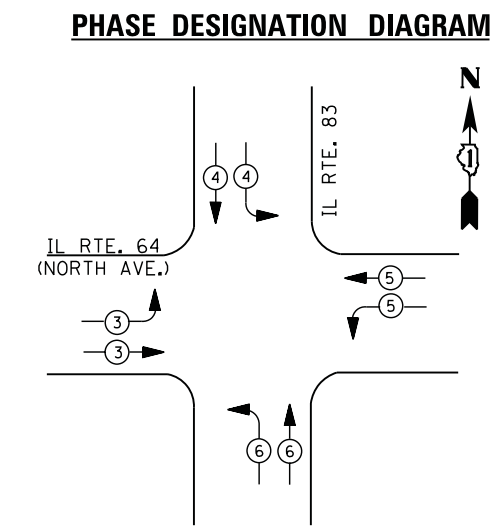 PHASE DESIGNATION DIAGRAM
N
IL RTE. 83
4 4
1
IL RTE. 64
(NORTH AVE.)
5
5
3
3
6 6